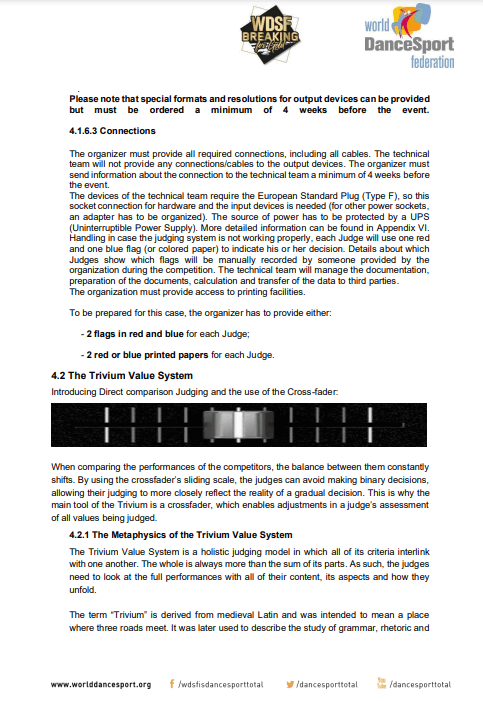 WDSF
BREAKING
for Gold
world
DanceSport
federation
.
Please note that special formats and resolutions for output devices can be provided
but must be ordered a minimum of 4 weeks before the event.
4.1.6.3 Connections
The organizer must provide all required connections, including all cables. The technical
team will not provide any connections/cables to the output devices. The organizer must
send information about the connection to the technical team a minimum of 4 weeks before
the event.
The devices of the technical team require the European Standard Plug (Type F), so this
socket connection for hardware and the input devices is needed (for other power sockets,
an adapter has to be organized). The source of power has to be protected by a UPS
(Uninterruptible Power Supply). More detailed information can be found in Appendix VI.
Handling in case the judging system is not working properly, each Judge will use one red
and one blue flag (or colored paper) to indicate his or her decision. Details about which
Judges show which flags will be manually recorded by someone provided by the
organization during the competition. The technical team will manage the documentation,
preparation of the documents, calculation and transfer of the data to third parties.
The organization must provide access to printing facilities.
To be prepared for this case, the organizer has to provide either:
- 2 flags in red and blue for each Judge;
- 2 red or blue printed papers for each Judge.
4.2 The Trivium Value System
Introducing Direct comparison Judging and the use of the Cross-fader:
When comparing the performances of the competitors, the balance between them constantly
shifts. By using the crossfader's sliding scale, the judges can avoid making binary decisions,
allowing their judging to more closely reflect the reality of a gradual decision. This is why the
main tool of the Trivium is a crossfader, which enables adjustments in a judge's assessment
of all values being judged.
4.2.1 The Metaphysics of the Trivium Value System
The Trivium Value System is a holistic judging model in which all of its criteria interlink
with one another. The whole is always more than the sum of its parts. As such, the judges
need to look at the full performances with all of their content, its aspects and how they
unfold.
The term “Trivium” is derived from medieval Latin and was intended to mean a place
where three roads meet. It was later used to describe the study of grammar, rhetoric and
www.worlddancesport.org f /wdsfisdancesporttotal /dancesporttotal You Tube /dancesporttotal